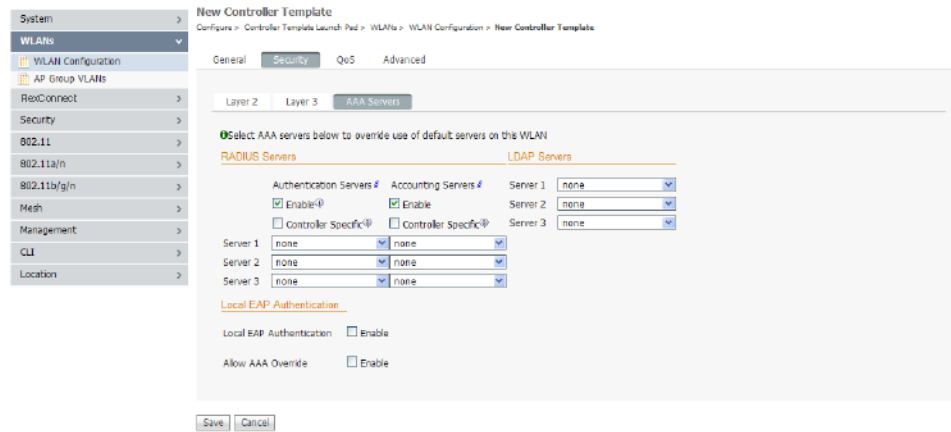 System
WLANs
WLAN Configuration
AP Group VLANs
RexConnect
Security
802.11
802.11a/n
802.11b/g/n
Mesh
Management
CLI
Location
New Controller Template
Configure > Controller Template Launch Pad > WLANs > WLAN Configuration > New Controller Template
General Security QoS Advanced
Layer 2 Layer 3 AAA Servers
Select AAA servers below to override use of default servers on this WLAN
RADIUS Servers LDAP Servers
Authentication Servers Accounting Servers Server 1 none
Enable Enable Server 2 none
Controller Specific Controller Specific Server 3 none
Server 1 none none
Server 2 none none
Server 3 none none
Local EAP Authentication
Local EAP Authentication Enable
Allow AAA Override Enable
Save Cancel